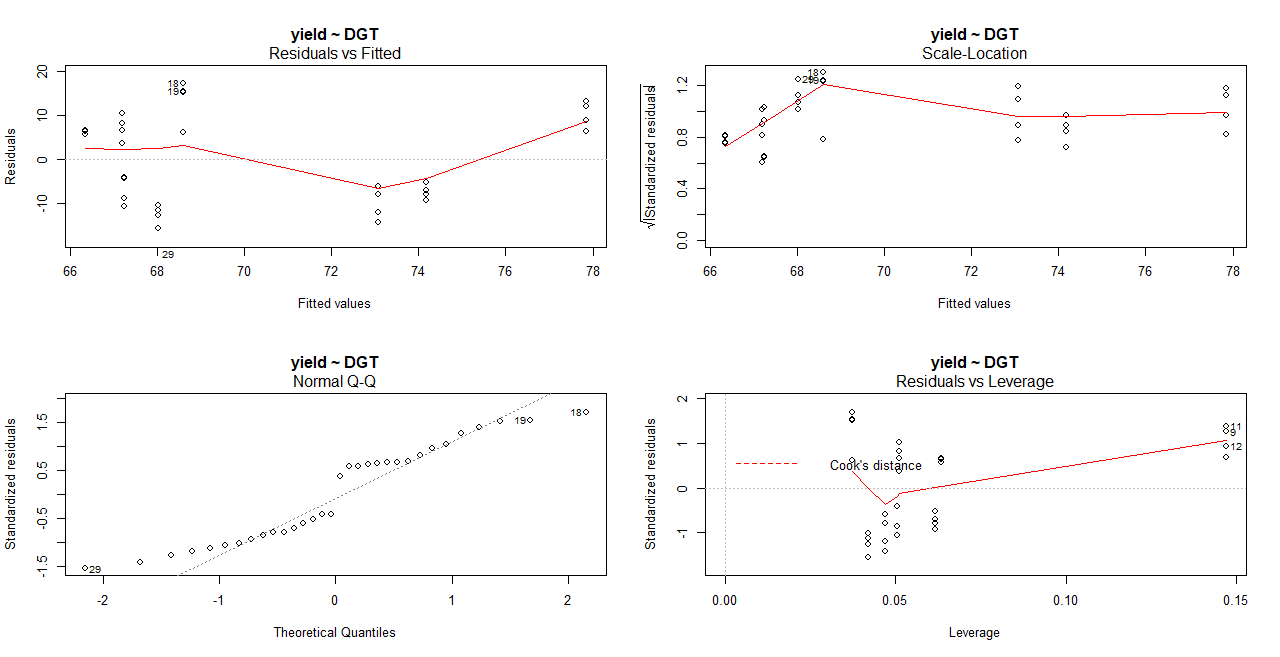 yield ~ DGT
Residuals vs Fitted
Residuals
20
10
0
-10
18
19
29
66 68 70 72 74 76 78
Fitted values
yield ~ DGT
Scale-Location
√|Standardized residuals|
1.2
0.8
0.4
0.0
18
29
19
66 68 70 72 74 76 78
Fitted values
yield ~ DGT
Normal Q-Q
Standardized residuals
1.5
0.5
-0.5
-1.5
19
18
29
-2 -1 0 1 2
Theoretical Quantiles
yield ~ DGT
Residuals vs Leverage
Standardized residuals
2
1
0
-1
11
9
12
Cook's distance
0.00 0.05 0.10 0.15
Leverage